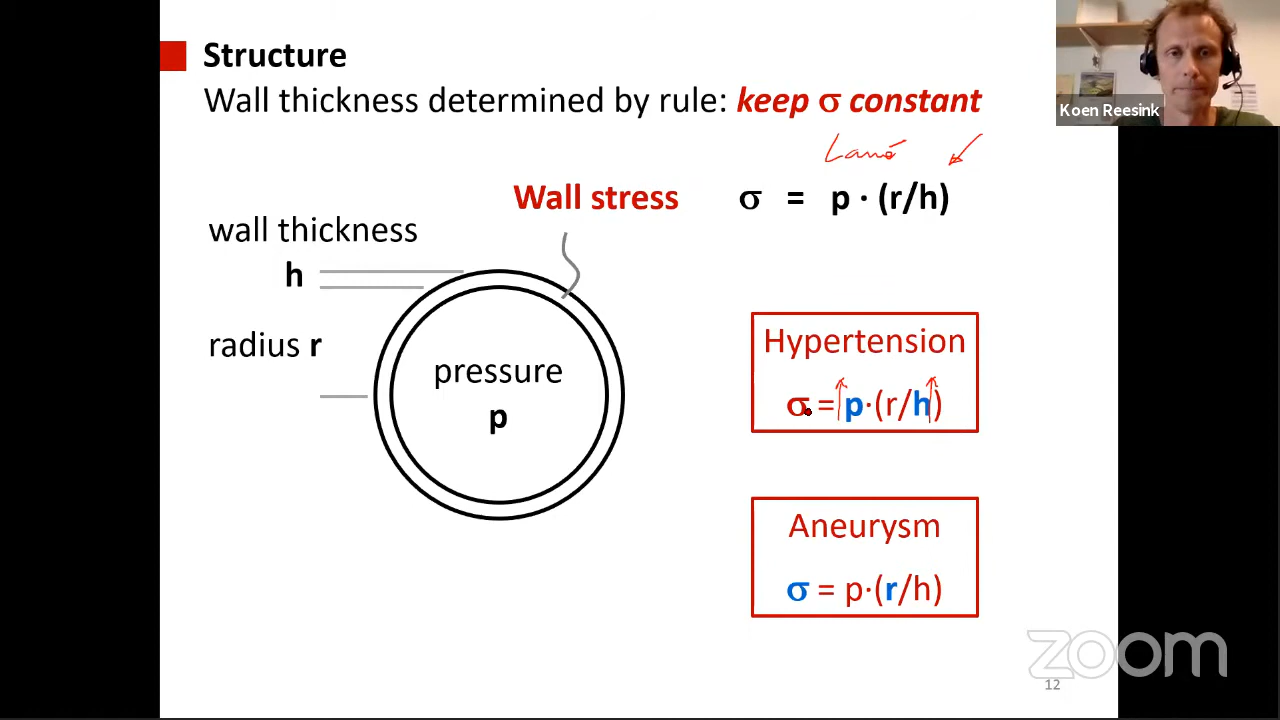 Structure
Wall thickness determined by rule: keep σ constant
Koen Reesink
Wall stress σ = p · (r/h)
wall thickness
h
radius r
pressure
p
Hypertension
σ = p·(r/h)
Aneurysm
σ = p·(r/h)
zoom
12